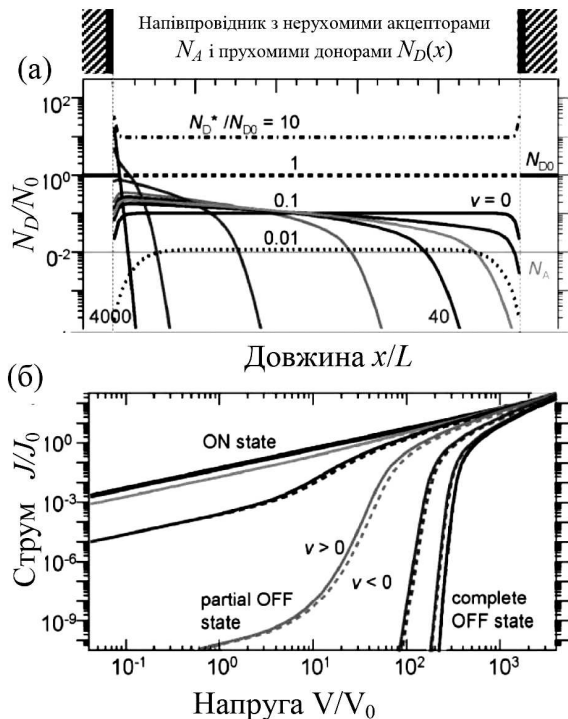 Напівпровідник з нерухомими акцепторами
N_A і прухомими донорами N_D(x)
(а)
N_D/N_0
10^2
10^0
10^-2
N_D*/N_D0 = 10
1
N_D0
0.1
v = 0
0.01
N_A
4000
40
Довжина x/L
(б)
Струм J/J_0
10^0
10^-3
10^-6
10^-9
ON state
v > 0
v < 0
partial OFF
state
complete
OFF state
10^-1
10^0
10^1
10^2
10^3
Напруга V/V_0